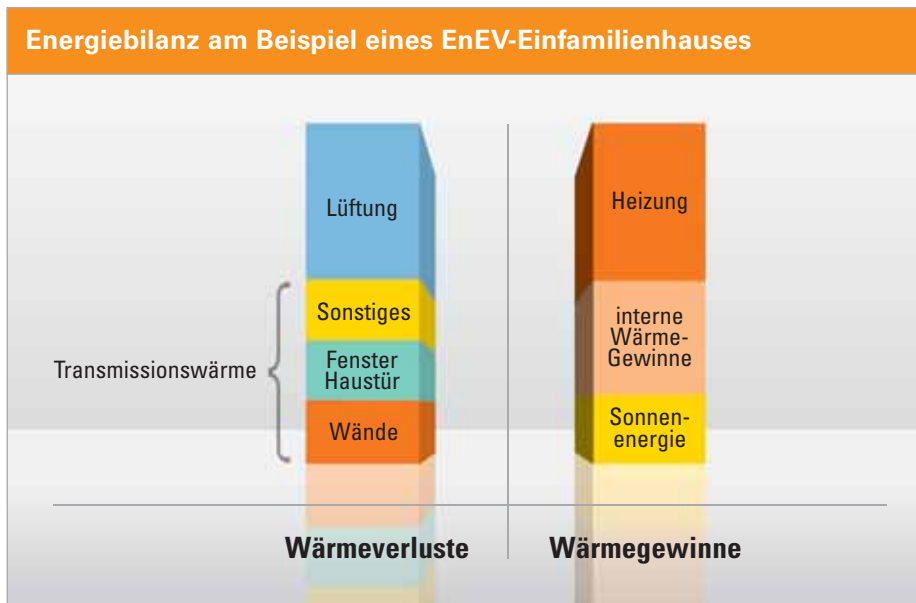 Energiebilanz am Beispiel eines EnEV-Einfamilienhauses
Lüftung
Sonstiges
Fenster
Haustür
Wände
Transmissionswärme
Heizung
interne
Wärme-
Gewinne
Sonnen-
energie
Wärmeverluste
Wärmegewinne